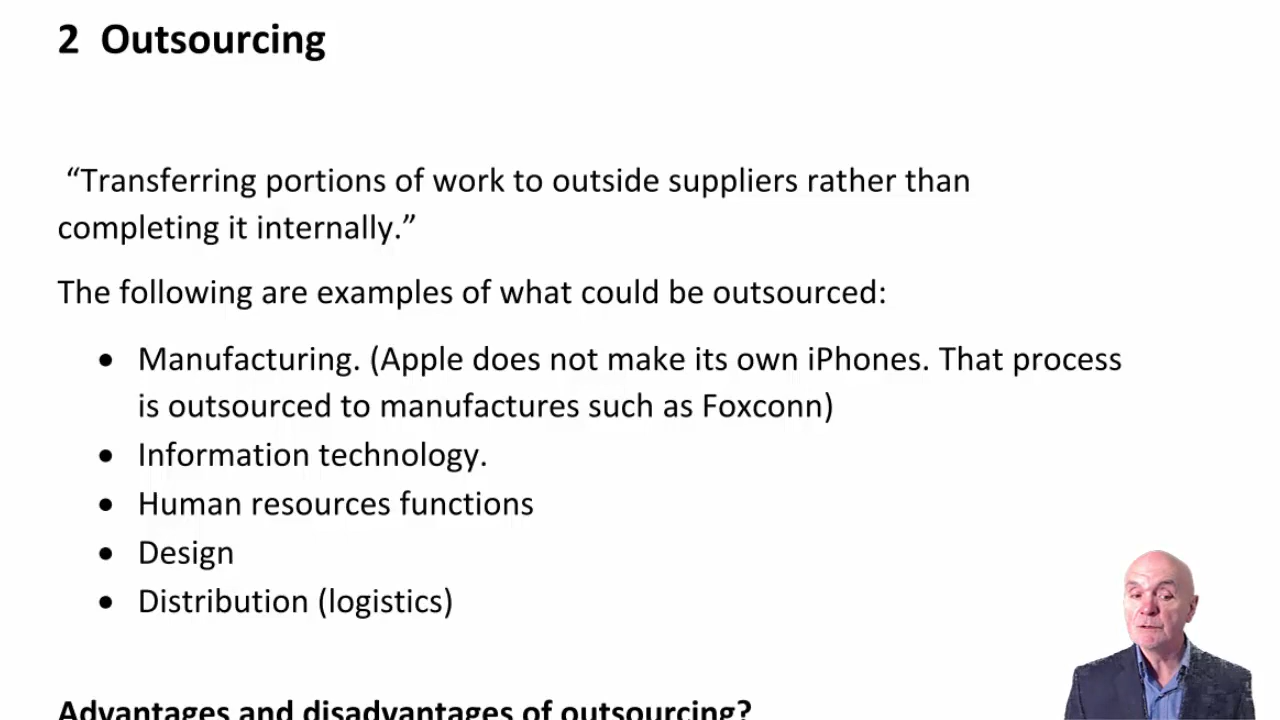 2 Outsourcing
“Transferring portions of work to outside suppliers rather than
completing it internally.”
The following are examples of what could be outsourced:
• Manufacturing. (Apple does not make its own iPhones. That process
is outsourced to manufactures such as Foxconn)
• Information technology.
• Human resources functions
• Design
• Distribution (logistics)
Advantages and disadvantages of outsourcing?